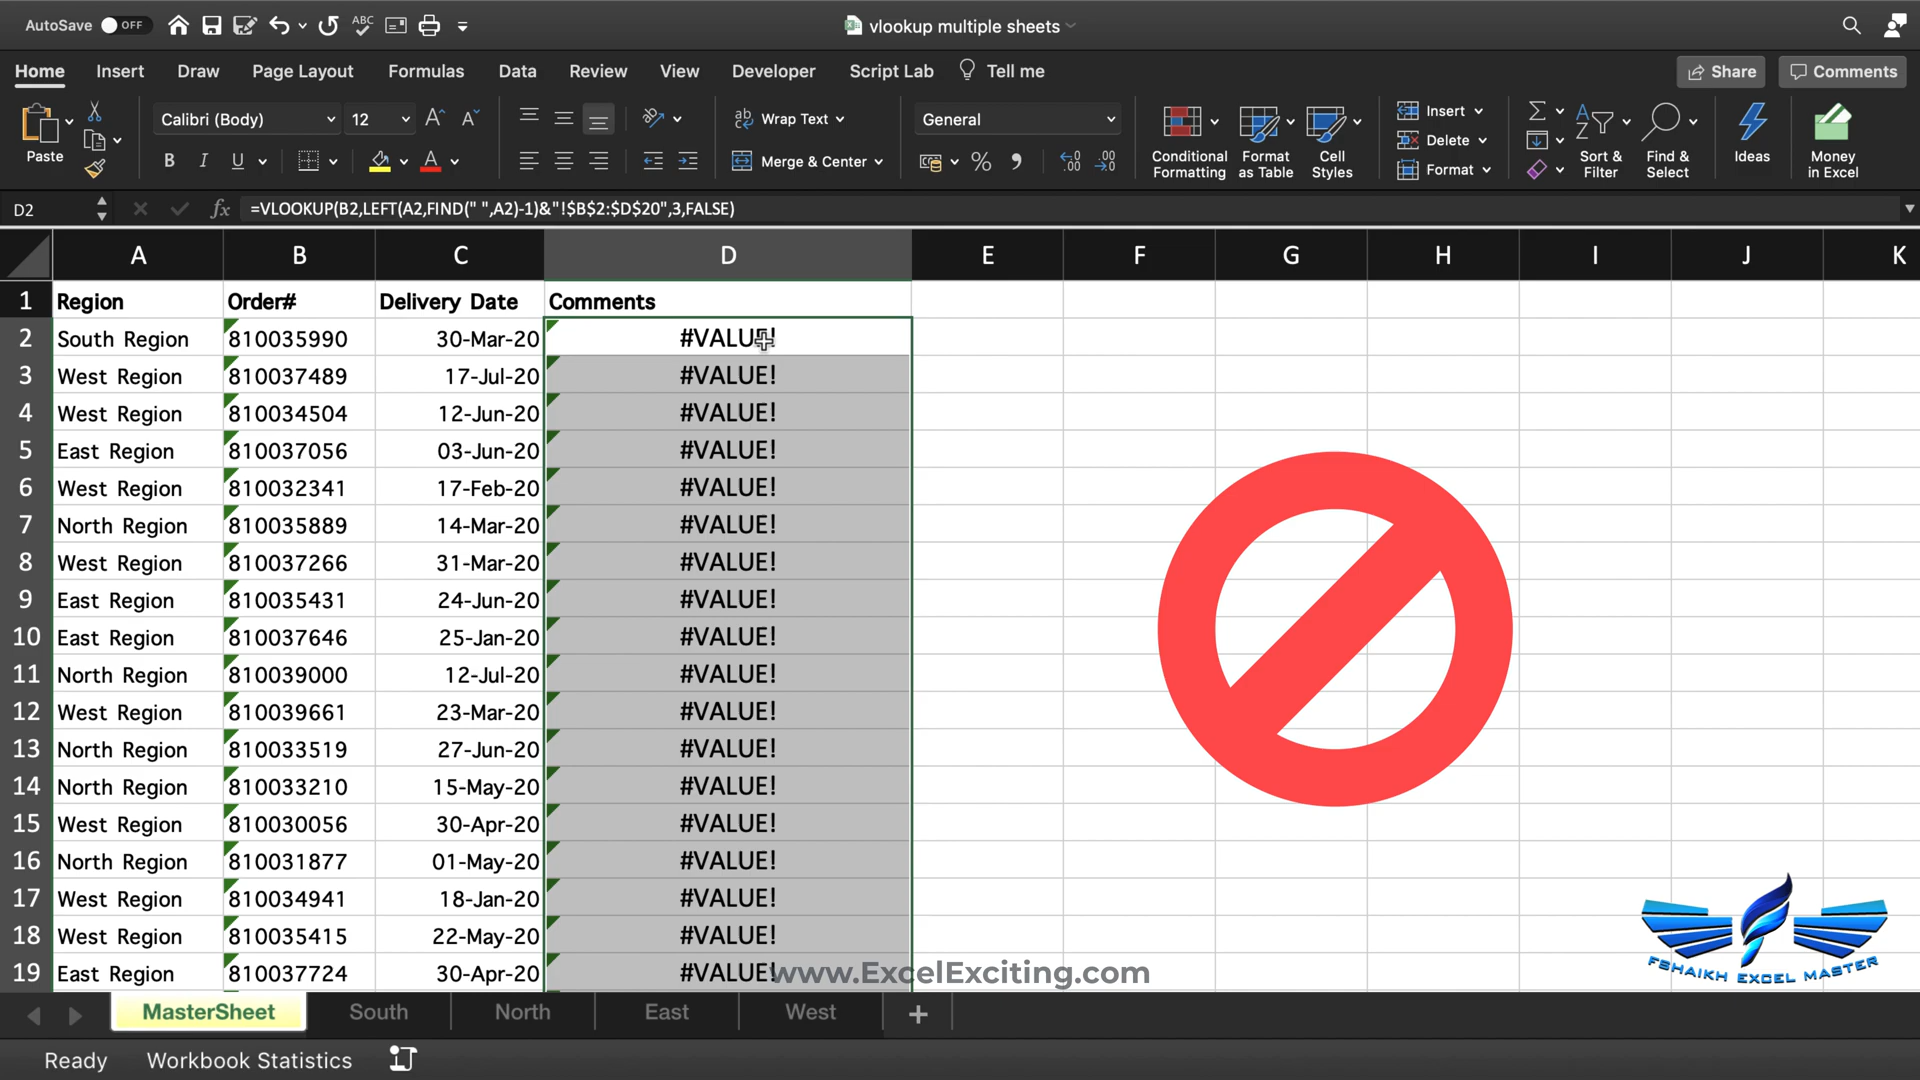 AutoSave OFF ABC vlookup multiple sheets
Home Insert Draw Page Layout Formulas Data Review View Developer Script Lab Tell me Share Comments
Paste Calibri (Body) 12 Wrap Text General Insert
B I U Merge & Center Delete
Conditional Formatting Format as Table Cell Styles Format Sort & Filter Find & Select Ideas Money in Excel
D2 fx =VLOOKUP(B2,LEFT(A2,FIND(" ",A2)-1)&"!$B$2:$D$20",3,FALSE)
A B C D E F G H I J K
1 Region Order# Delivery Date Comments
2 South Region 810035990 30-Mar-20 #VALUE!
3 West Region 810037489 17-Jul-20 #VALUE!
4 West Region 810034504 12-Jun-20 #VALUE!
5 East Region 810037056 03-Jun-20 #VALUE!
6 West Region 810032341 17-Feb-20 #VALUE!
7 North Region 810035889 14-Mar-20 #VALUE!
8 West Region 810037266 31-Mar-20 #VALUE!
9 East Region 810035431 24-Jun-20 #VALUE!
10 East Region 810037646 25-Jan-20 #VALUE!
11 North Region 810039000 12-Jul-20 #VALUE!
12 West Region 810039661 23-Mar-20 #VALUE!
13 North Region 810033519 27-Jun-20 #VALUE!
14 North Region 810033210 15-May-20 #VALUE!
15 West Region 810030056 30-Apr-20 #VALUE!
16 North Region 810031877 01-May-20 #VALUE!
17 West Region 810034941 18-Jan-20 #VALUE!
18 West Region 810035415 22-May-20 #VALUE!
19 East Region 810037724 30-Apr-20 #VALUE!
www.ExcelExciting.com
FSHAIKH EXCEL MASTER
MasterSheet South North East West
Ready Workbook Statistics